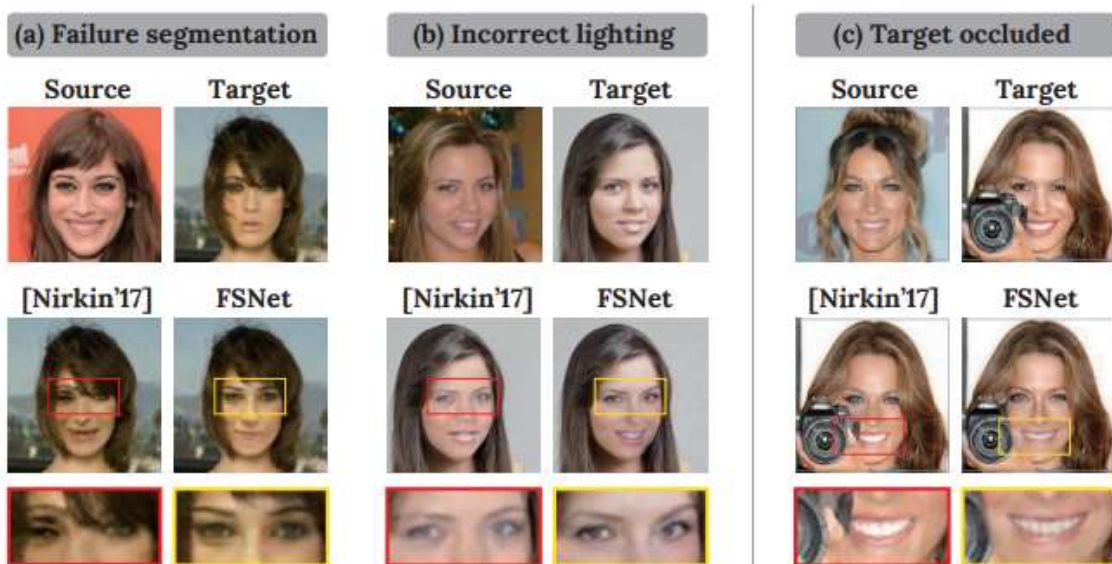 (a) Failure segmentation (b) Incorrect lighting (c) Target occluded
Source Target Source Target Source Target
[Nirkin'17] FSNet [Nirkin'17] FSNet [Nirkin'17] FSNet